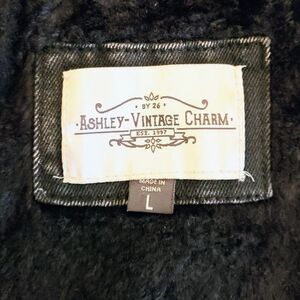 · BY 26 ·
· ASHLEY-VINTAGE CHARM ·
EST. 1997
MADE IN
CHINA
L